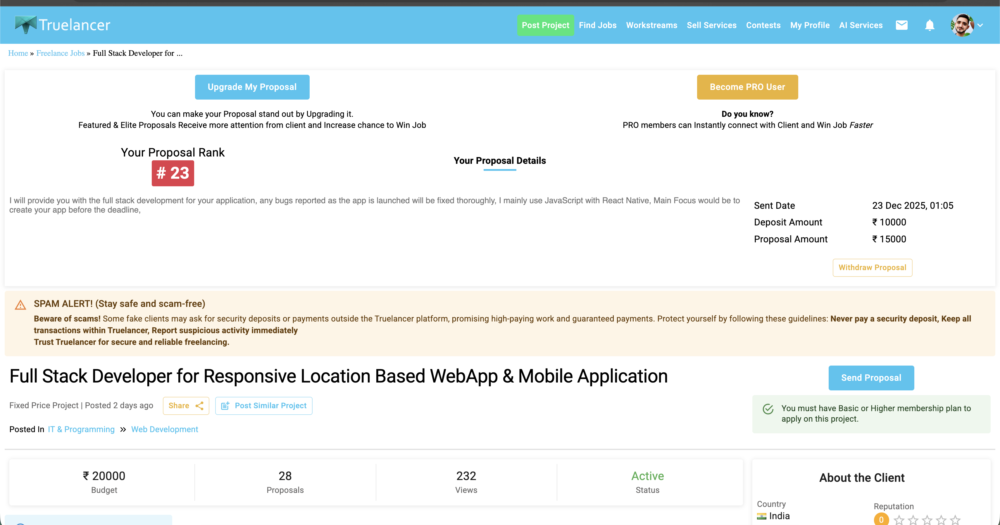 Truelancer
Post Project Find Jobs Workstreams Sell Services Contests My Profile AI Services
Home » Freelance Jobs » Full Stack Developer for ...
Upgrade My Proposal
You can make your Proposal stand out by Upgrading it.
Featured & Elite Proposals Receive more attention from client and Increase chance to Win Job
Become PRO User
Do you know?
PRO members can Instantly connect with Client and Win Job Faster
Your Proposal Rank
# 23
Your Proposal Details
I will provide you with the full stack development for your application, any bugs reported as the app is launched will be fixed thoroughly, I mainly use JavaScript with React Native, Main Focus would be to
create your app before the deadline,
Sent Date 23 Dec 2025, 01:05
Deposit Amount ₹ 10000
Proposal Amount ₹ 15000
Withdraw Proposal
SPAM ALERT! (Stay safe and scam-free)
Beware of scams! Some fake clients may ask for security deposits or payments outside the Truelancer platform, promising high-paying work and guaranteed payments. Protect yourself by following these guidelines: Never pay a security deposit, Keep all
transactions within Truelancer, Report suspicious activity immediately
Trust Truelancer for secure and reliable freelancing.
Full Stack Developer for Responsive Location Based WebApp & Mobile Application
Send Proposal
Fixed Price Project | Posted 2 days ago Share Post Similar Project
You must have Basic or Higher membership plan to
apply on this project.
Posted In IT & Programming » Web Development
₹ 20000
Budget
28
Proposals
232
Views
Active
Status
About the Client
Country
India
Reputation
0